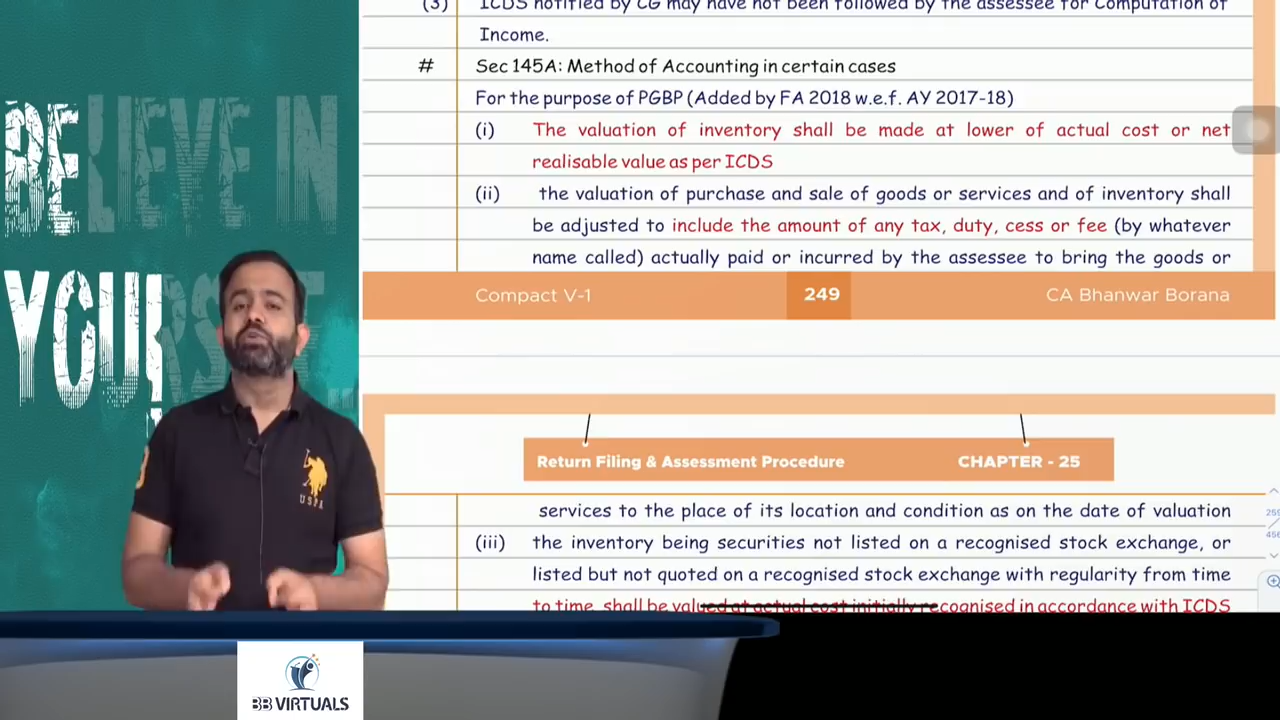 BELIEVE IN
YOURS
(3) ICDS notified by CG may have not been followed by the assessee for Computation of
Income.
# Sec 145A: Method of Accounting in certain cases
For the purpose of PGBP (Added by FA 2018 w.e.f. AY 2017-18)
(i) The valuation of inventory shall be made at lower of actual cost or net
realisable value as per ICDS
(ii) the valuation of purchase and sale of goods or services and of inventory shall
be adjusted to include the amount of any tax, duty, cess or fee (by whatever
name called) actually paid or incurred by the assessee to bring the goods or
Compact V-1 249 CA Bhanwar Borana
Return Filing & Assessment Procedure CHAPTER - 25
services to the place of its location and condition as on the date of valuation
(iii) the inventory being securities not listed on a recognised stock exchange, or
listed but not quoted on a recognised stock exchange with regularity from time
to time, shall be valued at actual cost initially recognised in accordance with ICDS
259
456
USPA
BB VIRTUALS